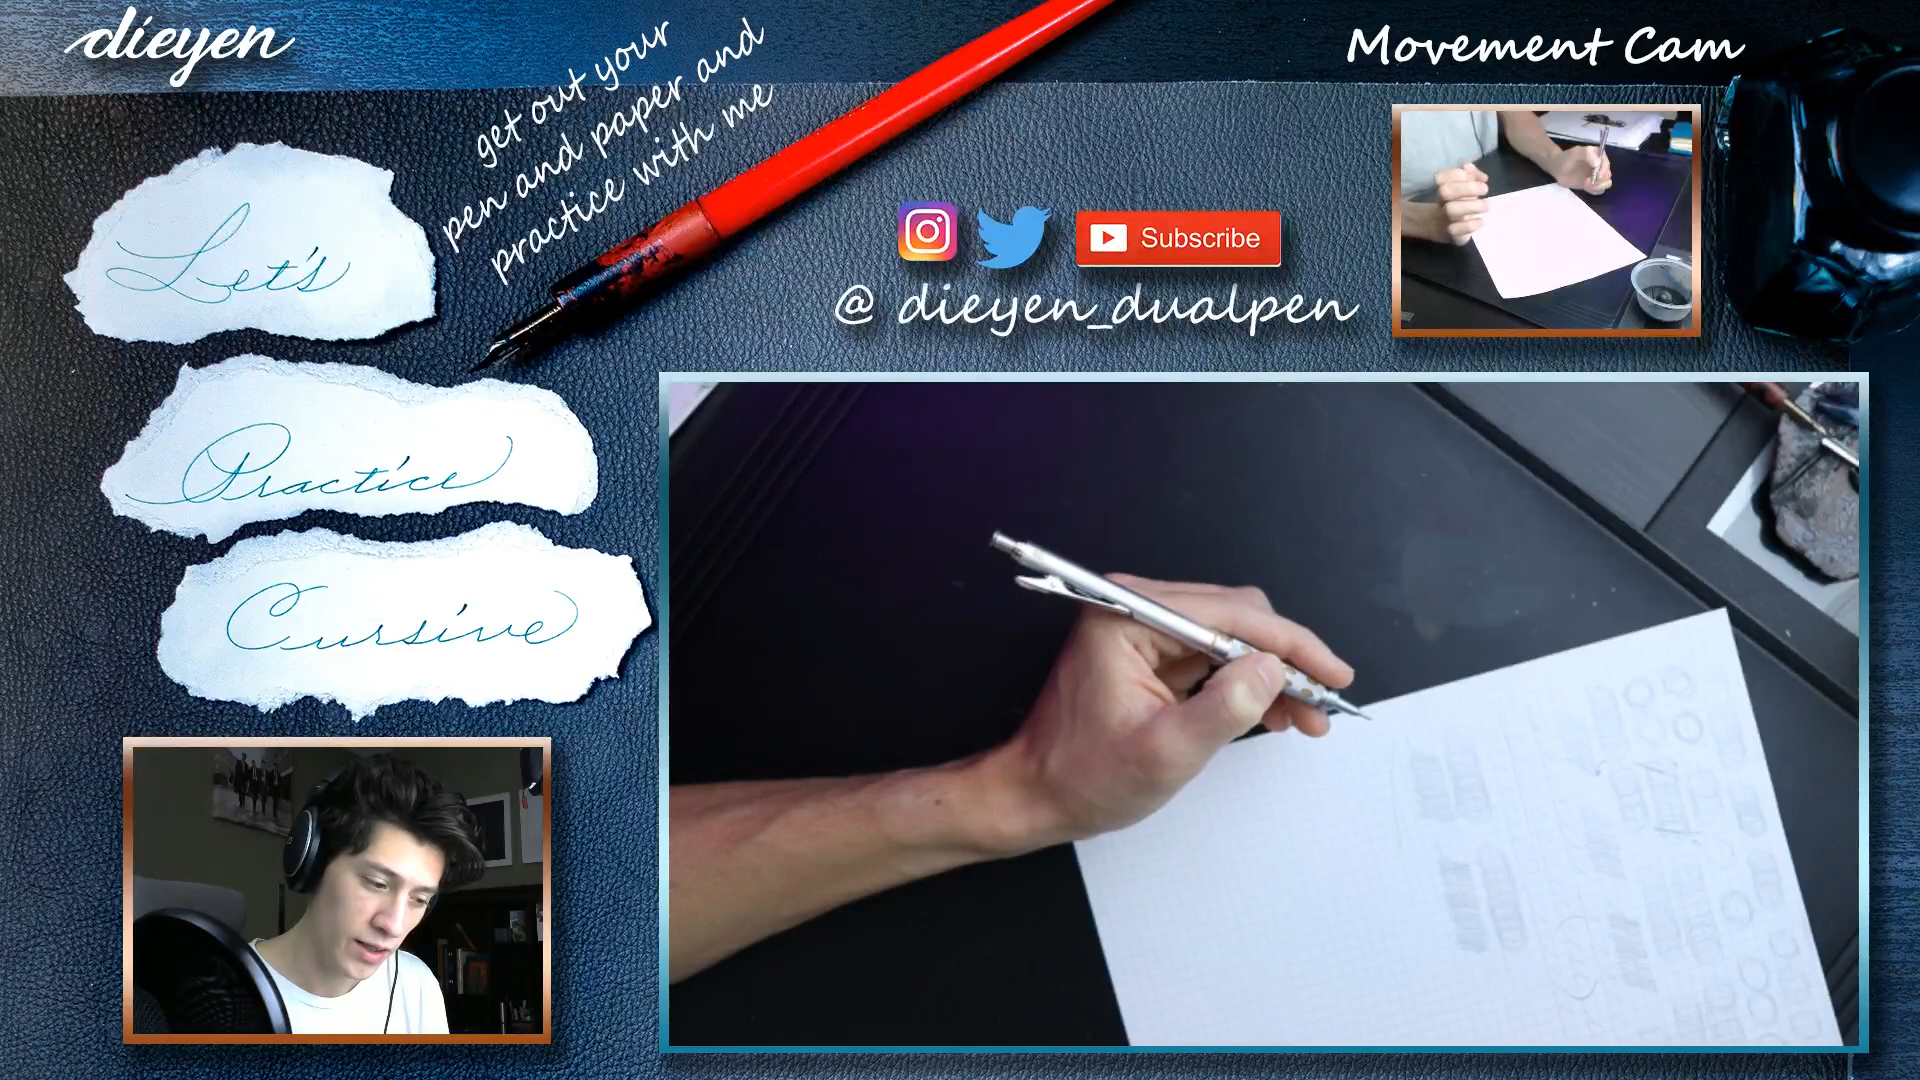 dieyen
get out your
pen and paper and
practice with me
Movement Cam
Let's
Practice
Cursive
Subscribe
@ dieyen_dualpen